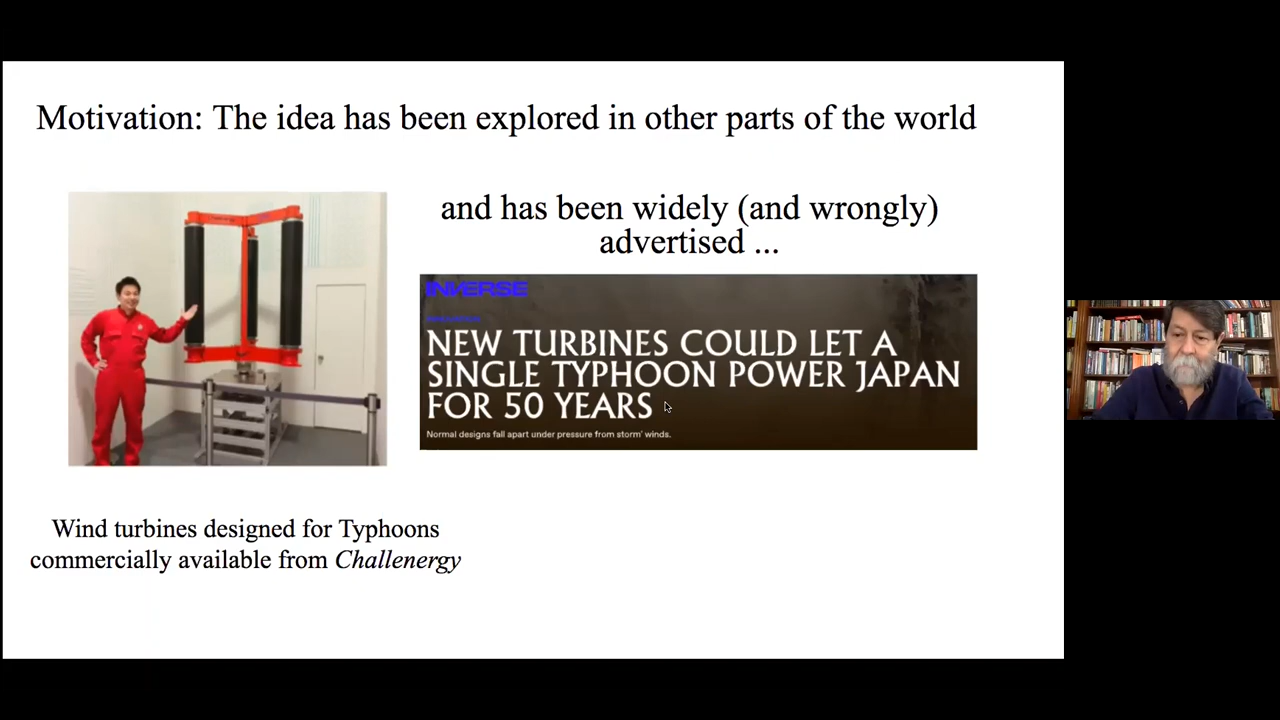 Motivation: The idea has been explored in other parts of the world
and has been widely (and wrongly)
advertised ...
INVERSE
NEW TURBINES COULD LET A
SINGLE TYPHOON POWER JAPAN
FOR 50 YEARS
Normal designs fall apart under pressure from storm' winds.
Wind turbines designed for Typhoons
commercially available from Challenergy